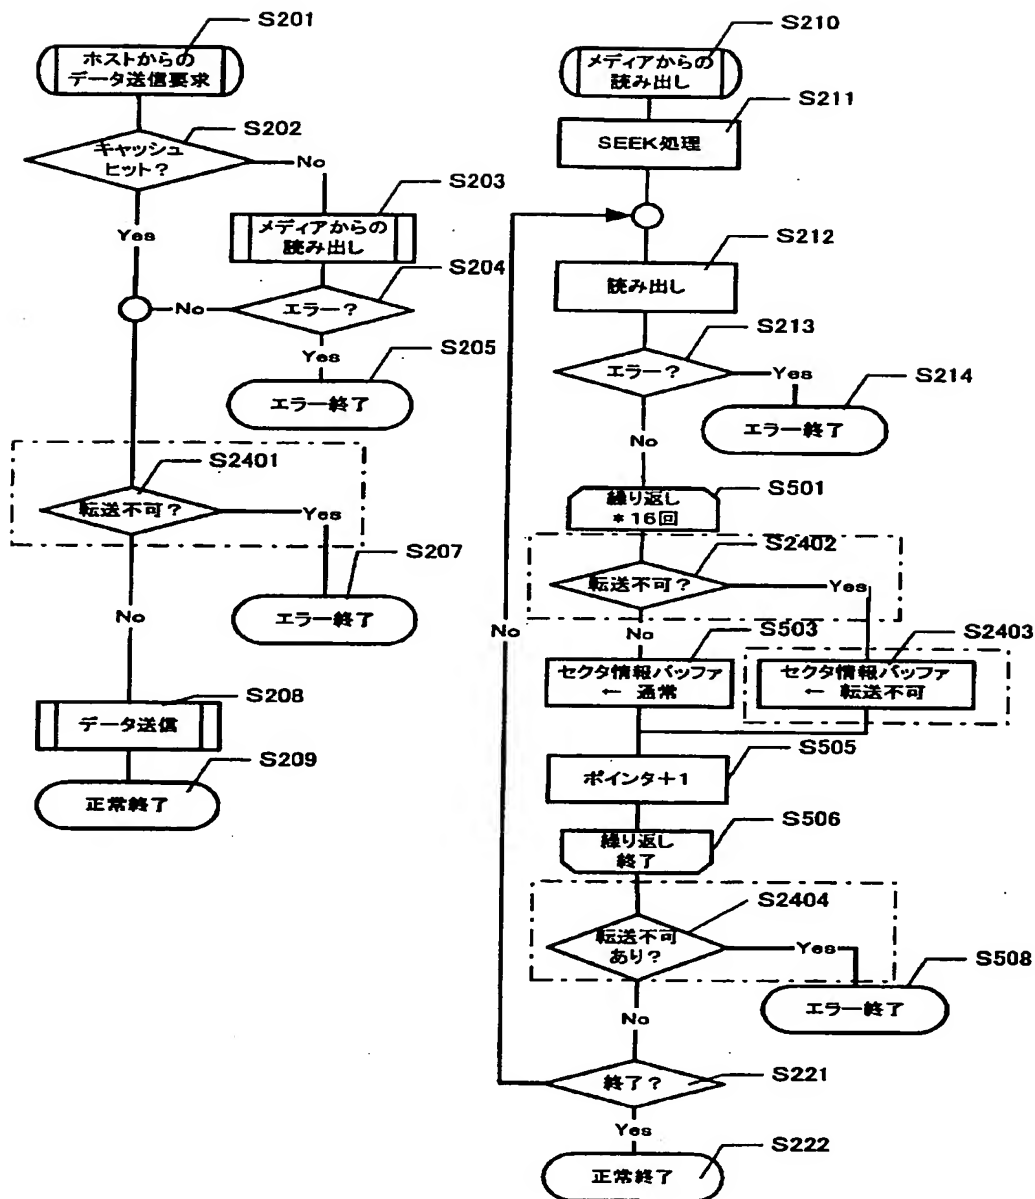 S201
ホストからの
データ送信要求
S202
キャッシュ
ヒット?
No
Yes
S203
メディアからの
読み出し
S204
エラー?
No
Yes
S205
エラー終了
S2401
転送不可?
Yes
No
S207
エラー終了
S208
データ送信
S209
正常終了
S210
メディアからの
読み出し
S211
SEEK処理
S212
読み出し
S213
エラー?
Yes
No
S214
エラー終了
S501
繰り返し
*16回
S2402
転送不可?
Yes
No
No
S503
セクタ情報バッファ
← 通常
S2403
セクタ情報バッファ
← 転送不可
S505
ポインタ+1
S506
繰り返し
終了
S2404
転送不可
あり?
Yes
No
S508
エラー終了
S221
終了?
Yes
S222
正常終了